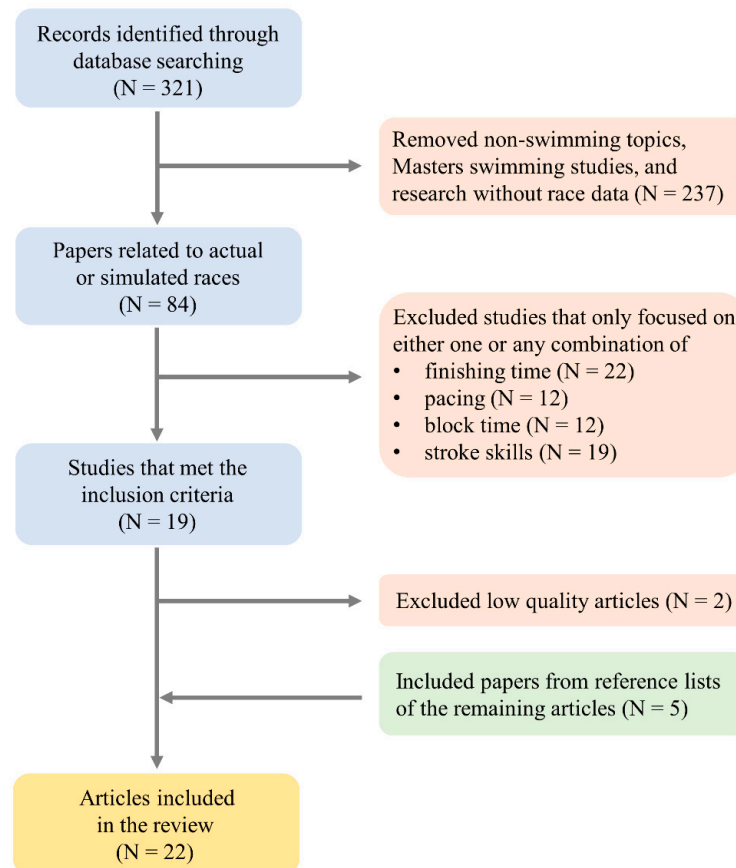 Records identified through
database searching
(N = 321)
Removed non-swimming topics,
Masters swimming studies, and
research without race data (N = 237)
Papers related to actual
or simulated races
(N = 84)
Excluded studies that only focused on
either one or any combination of
• finishing time (N = 22)
• pacing (N = 12)
• block time (N = 12)
• stroke skills (N = 19)
Studies that met the
inclusion criteria
(N = 19)
Excluded low quality articles (N = 2)
Included papers from reference lists
of the remaining articles (N = 5)
Articles included
in the review
(N = 22)